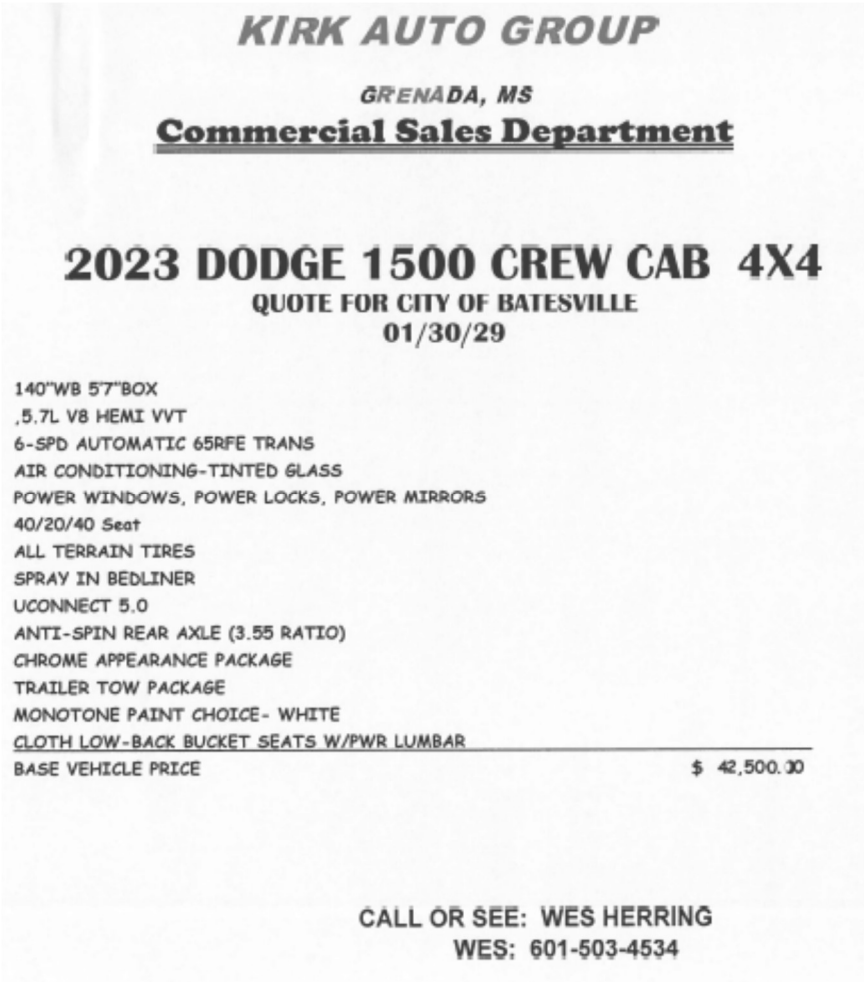 KIRK AUTO GROUP
GRENADA, MS
Commercial Sales Department
2023 DODGE 1500 CREW CAB 4X4
QUOTE FOR CITY OF BATESVILLE
01/30/29
140"WB 5'7"BOX
,5.7L V8 HEMI VVT
6-SPD AUTOMATIC 65RFE TRANS
AIR CONDITIONING-TINTED GLASS
POWER WINDOWS, POWER LOCKS, POWER MIRRORS
40/20/40 Seat
ALL TERRAIN TIRES
SPRAY IN BEDLINER
UCONNECT 5.0
ANTI-SPIN REAR AXLE (3.55 RATIO)
CHROME APPEARANCE PACKAGE
TRAILER TOW PACKAGE
MONOTONE PAINT CHOICE- WHITE
CLOTH LOW-BACK BUCKET SEATS W/PWR LUMBAR
BASE VEHICLE PRICE $ 42,500.00
CALL OR SEE: WES HERRING
WES: 601-503-4534